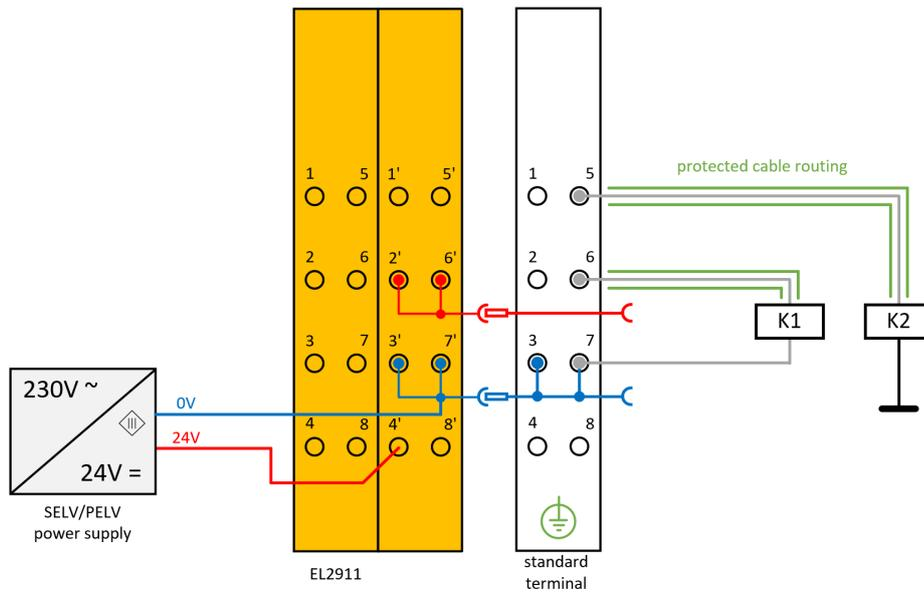 protected cable routing
1 5 1' 5' 1 5
2 6 2' 6' 2 6
K1 K2
3 7 3' 7' 3 7
230V ~
0V
III
4 8 4' 8' 4 8
24V
24V =
SELV/PELV
power supply
EL2911
standard
terminal